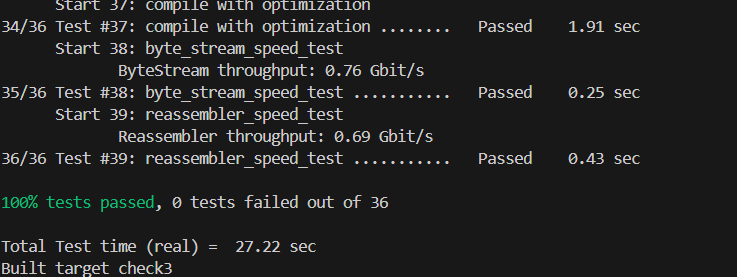 Start 37: compile with optimization
34/36 Test #37: compile with optimization ........   Passed    1.91 sec
      Start 38: byte_stream_speed_test
             ByteStream throughput: 0.76 Gbit/s
35/36 Test #38: byte_stream_speed_test ...........   Passed    0.25 sec
      Start 39: reassembler_speed_test
             Reassembler throughput: 0.69 Gbit/s
36/36 Test #39: reassembler_speed_test ...........   Passed    0.43 sec
100% tests passed, 0 tests failed out of 36
Total Test time (real) =  27.22 sec
Built target check3